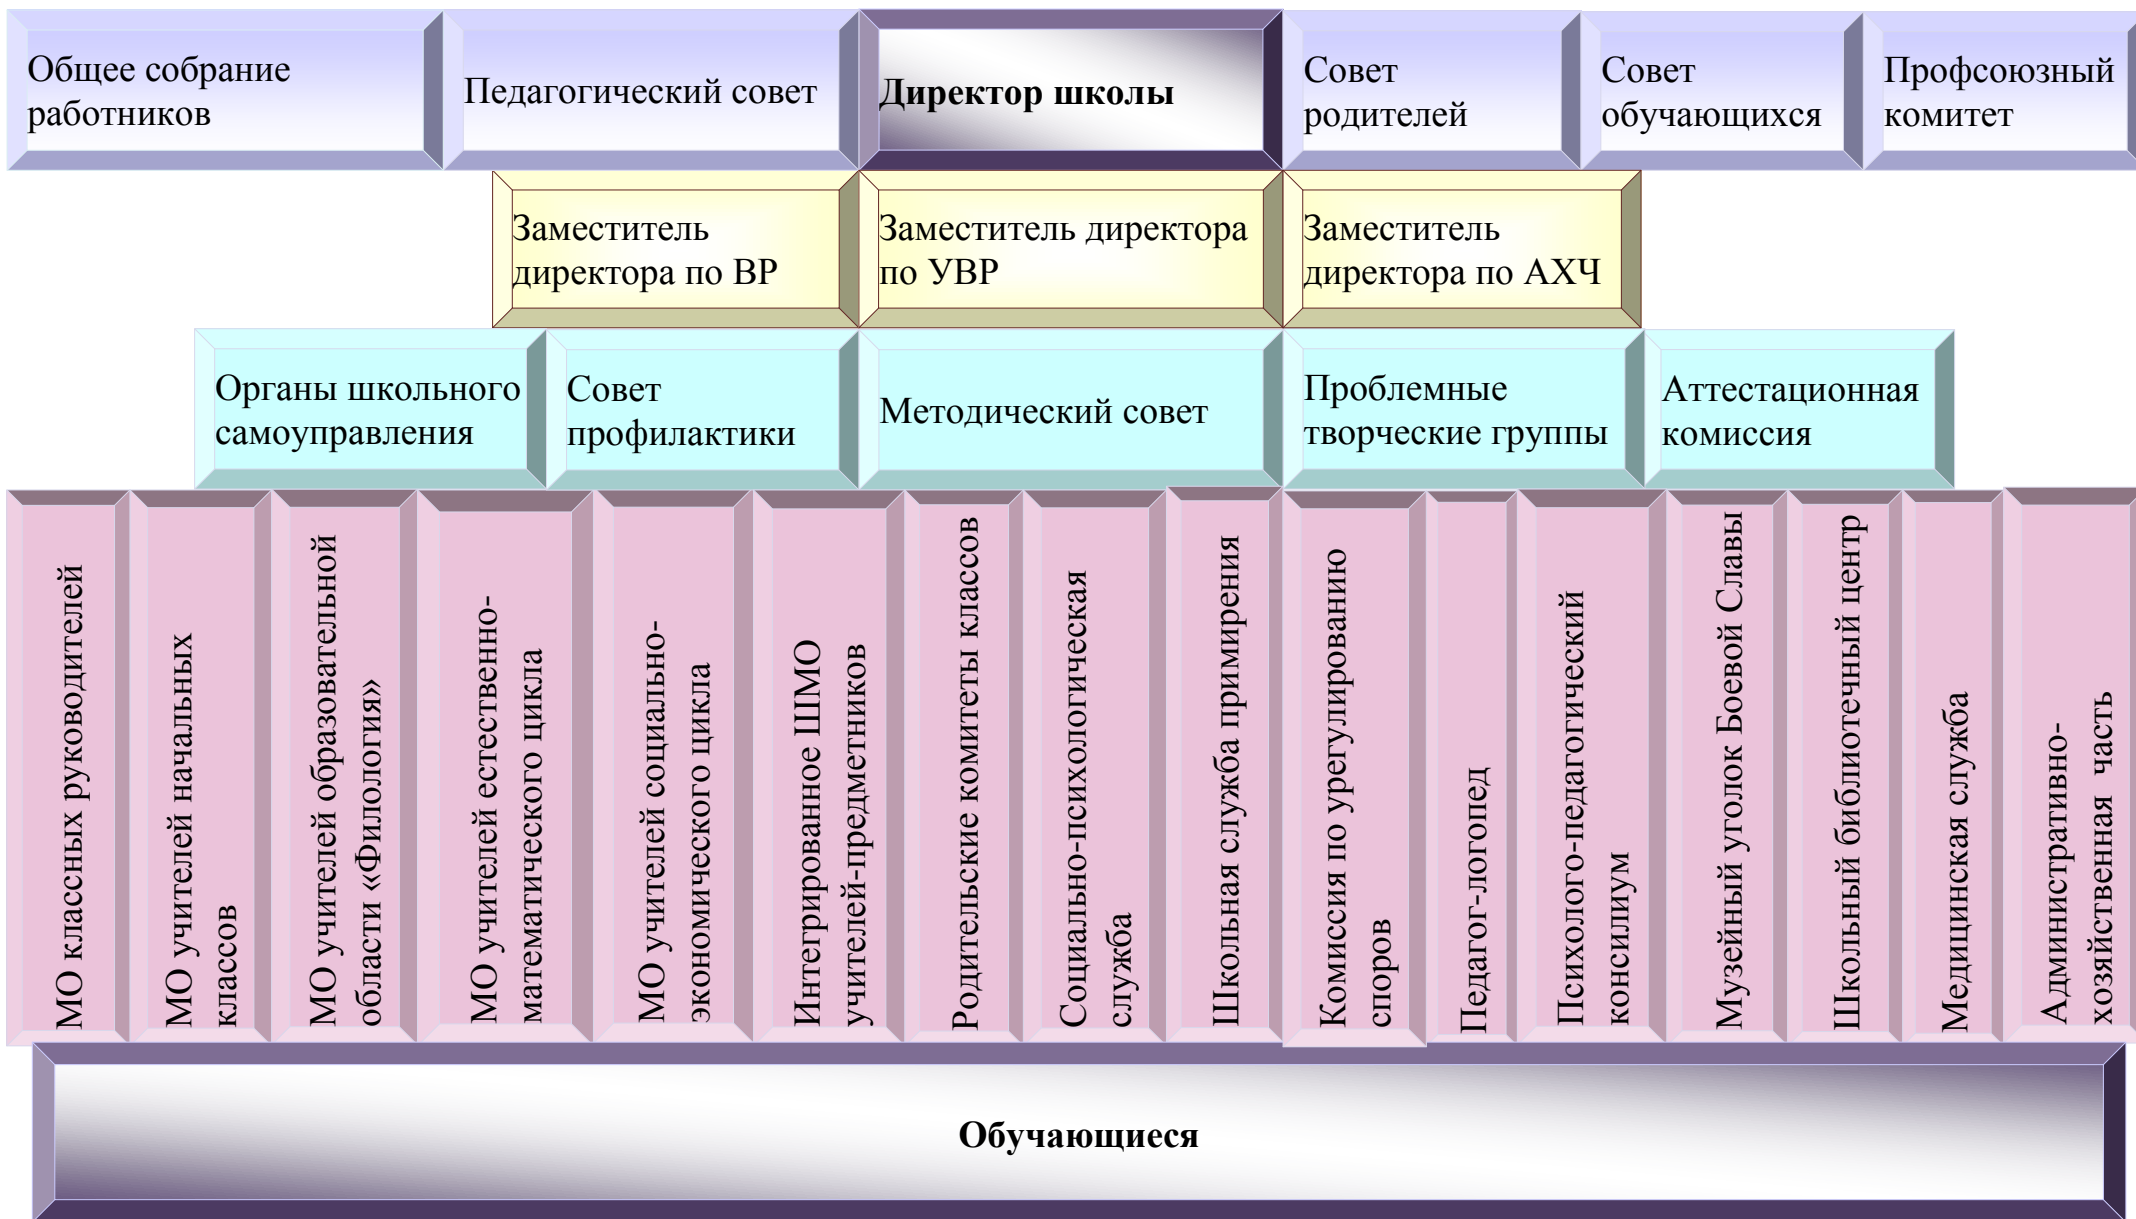 Общее собрание
работников
Педагогический совет
Директор школы
Совет
родителей
Совет
обучающихся
Профсоюзный
комитет
Заместитель
директора по ВР
Заместитель директора
по УВР
Заместитель
директора по АХЧ
Органы школьного
самоуправления
Совет
профилактики
Методический совет
Проблемные
творческие группы
Аттестационная
комиссия
МО классных руководителей
МО учителей начальных
классов
МО учителей образовательной
области «Филология»
МО учителей естественно-
математического цикла
МО учителей социально-
экономического цикла
Интегрированное ШМО
учителей-предметников
Родительские комитеты классов
Социально-психологическая
служба
Школьная служба примирения
Комиссия по урегулированию
споров
Педагог-логопед
Психолого-педагогический
консилиум
Музейный уголок Боевой Славы
Школьный библиотечный центр
Медицинская служба
Административно-
хозяйственная часть
Обучающиеся